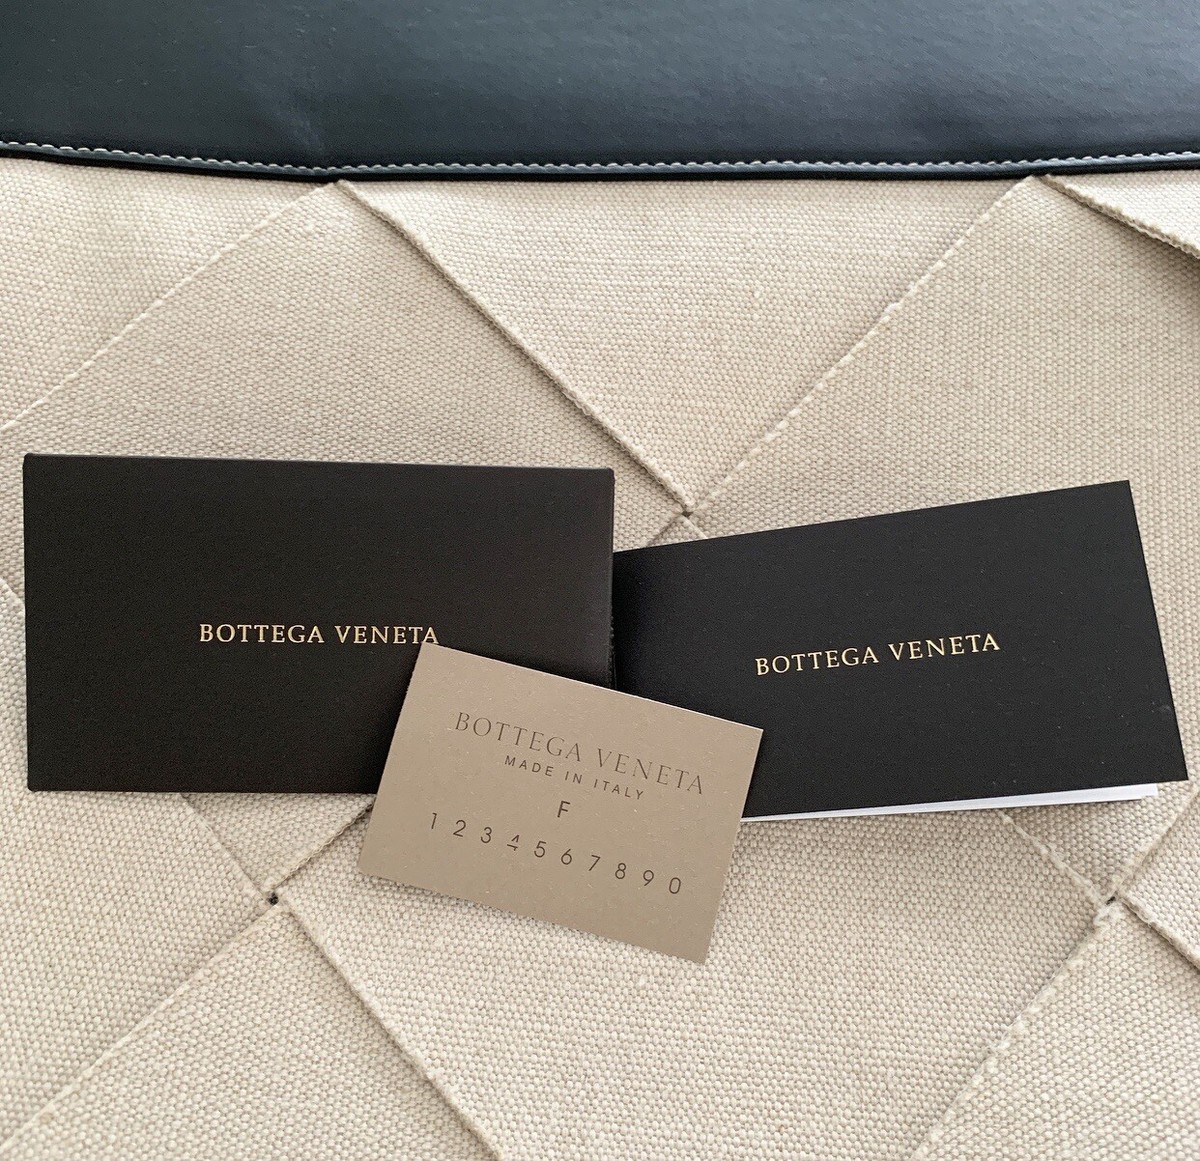 BOTTEGA VENETA
BOTTEGA VENETA
BOTTEGA VENETA
MADE IN ITALY
F
1 2 3 4 5 6 7 8 9 0